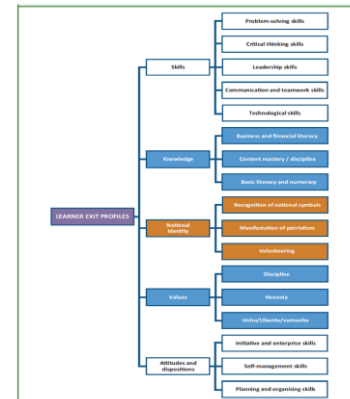 Problem-solving skills
Critical thinking skills
Skills
Leadership skills
Communication and teamwork skills
Technological skills
Business and financial literacy
Knowledge
Content mastery / discipline
Basic literacy and numeracy
LEARNER EXIT PROFILES
Recognition of national symbols
National
Identity
Manifestation of patriotism
Volunteering
Discipline
Values
Honesty
Unhu/Ubuntu/vumunhu
Initiative and enterprise skills
Attitudes and
dispositions
Self-management skills
Planning and organising skills